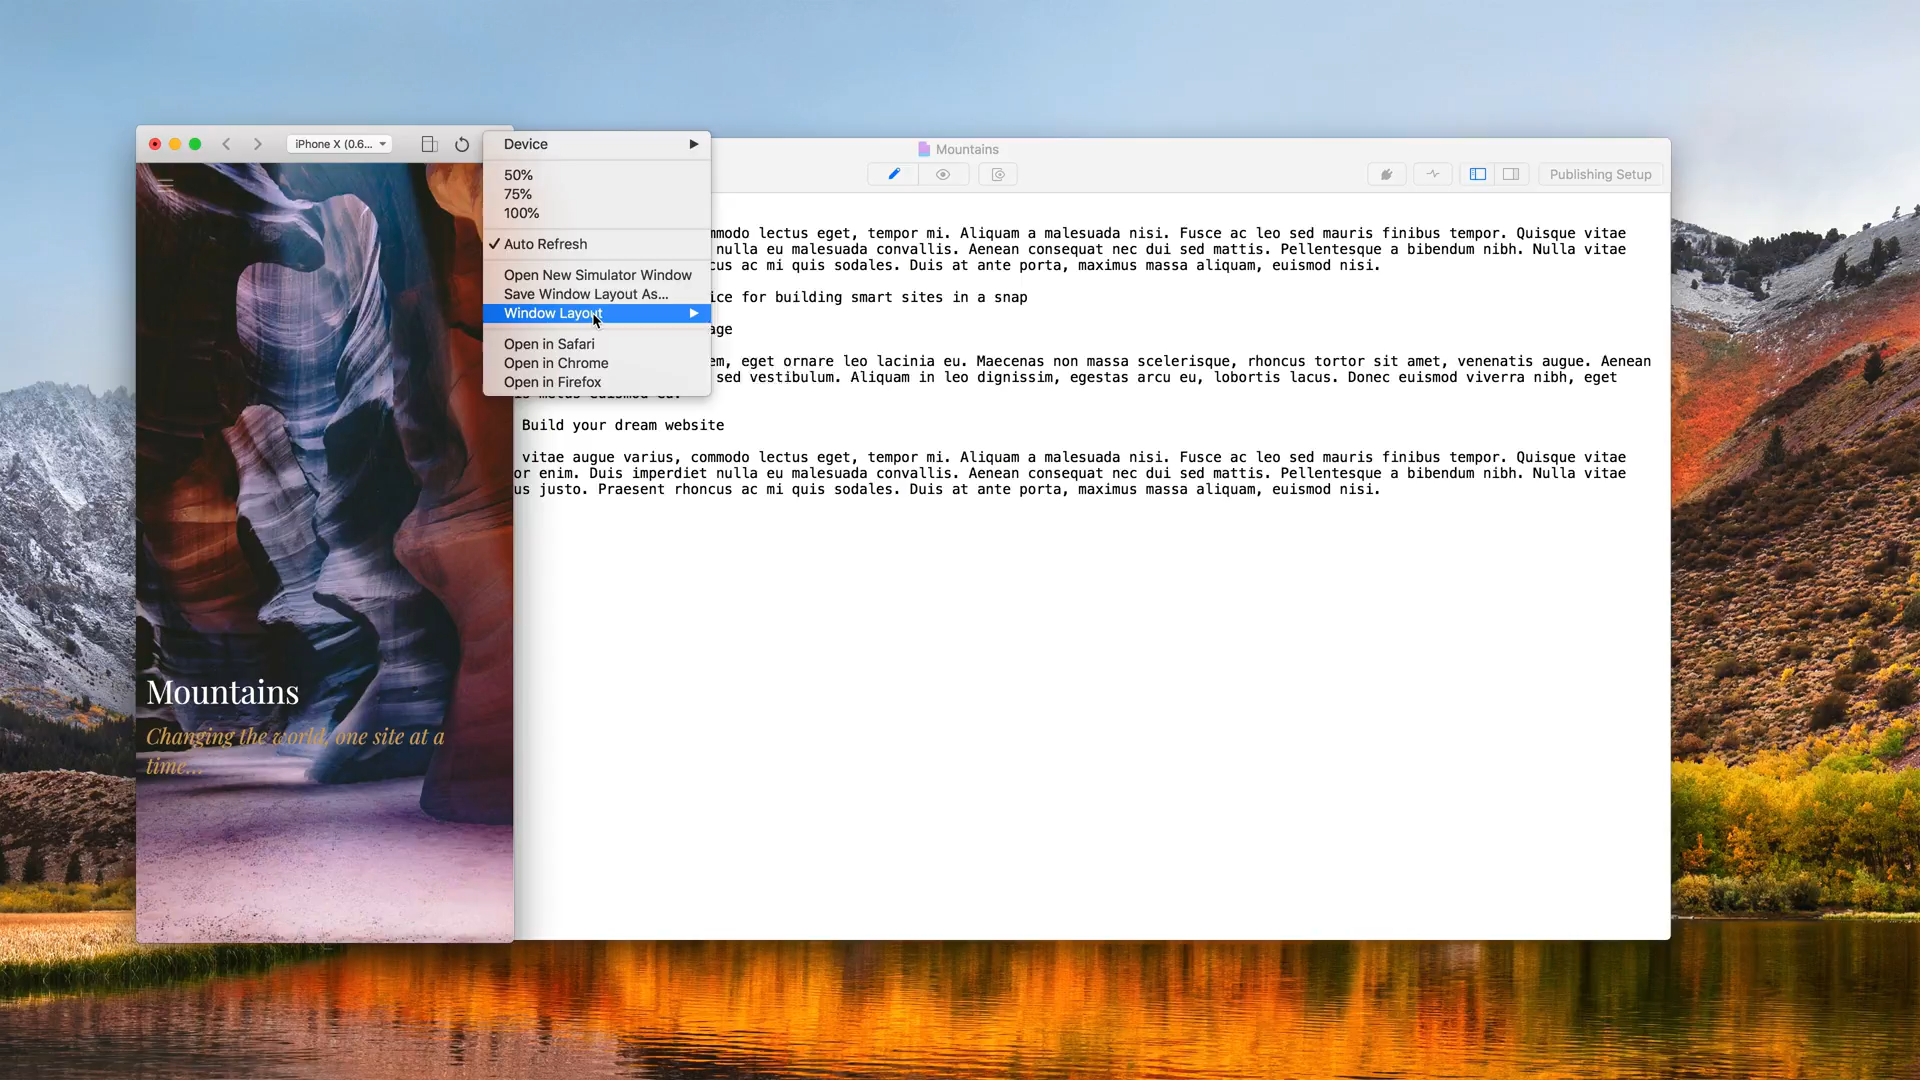 iPhone X (0.6...
Mountains
Changing the world, one site at a
time...
Device
50%
75%
100%
Auto Refresh
Open New Simulator Window
Save Window Layout As...
Window Layout
Open in Safari
Open in Chrome
Open in Firefox
Mountains
Publishing Setup
modo lectus eget, tempor mi. Aliquam a malesuada nisi. Fusce ac leo sed mauris finibus tempor. Quisque vitae
nulla eu malesuada convallis. Aenean consequat nec dui sed mattis. Pellentesque a bibendum nibh. Nulla vitae
cus ac mi quis sodales. Duis at ante porta, maximus massa aliquam, euismod nisi.
ice for building smart sites in a snap
age
em, eget ornare leo lacinia eu. Maecenas non massa scelerisque, rhoncus tortor sit amet, venenatis augue. Aenean
sed vestibulum. Aliquam in leo dignissim, egestas arcu eu, lobortis lacus. Donec euismod viverra nibh, eget
Build your dream website
vitae augue varius, commodo lectus eget, tempor mi. Aliquam a malesuada nisi. Fusce ac leo sed mauris finibus tempor. Quisque vitae
or enim. Duis imperdiet nulla eu malesuada convallis. Aenean consequat nec dui sed mattis. Pellentesque a bibendum nibh. Nulla vitae
us justo. Praesent rhoncus ac mi quis sodales. Duis at ante porta, maximus massa aliquam, euismod nisi.